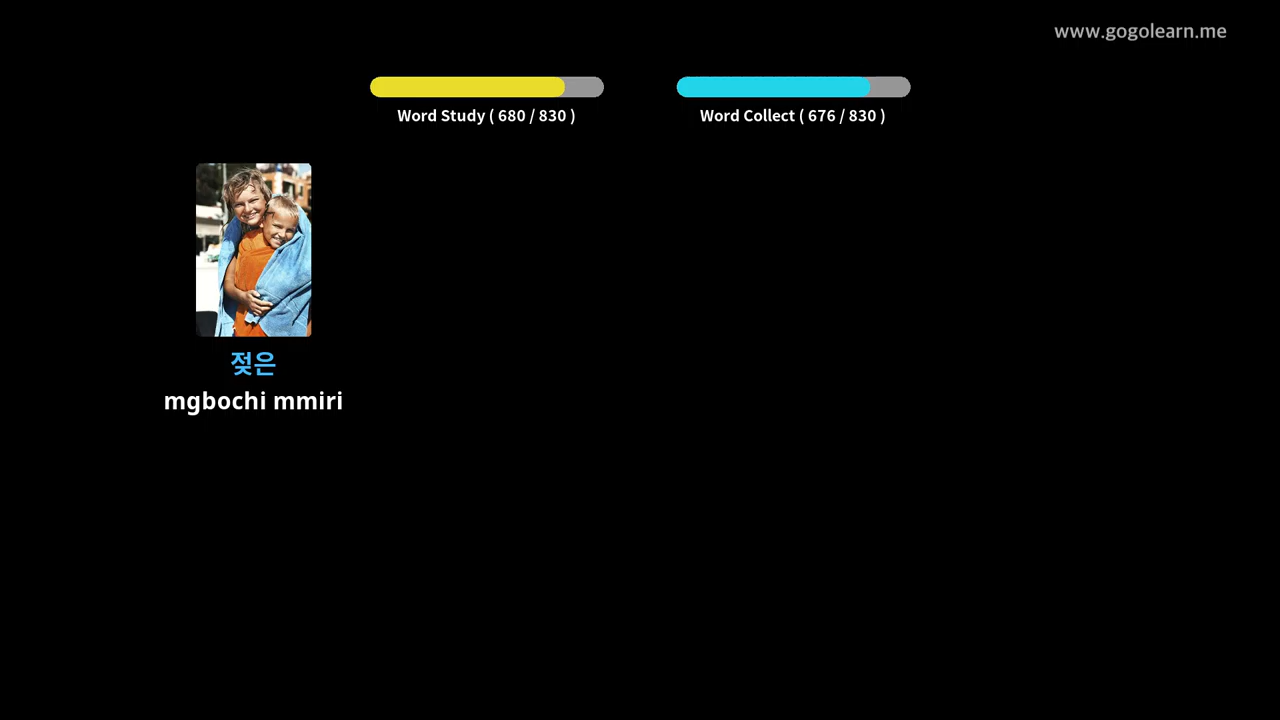 www.gogolearn.me
Word Study ( 680 / 830 )
Word Collect ( 676 / 830 )
젖은
mgbochi mmiri